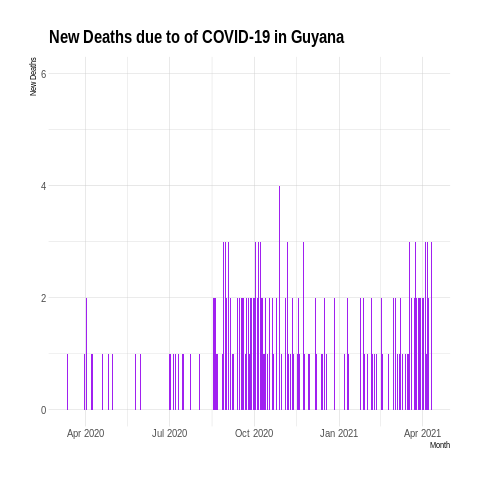 New Deaths due to of COVID-19 in Guyana
New Deaths
6
4
2
0
Apr 2020 Jul 2020 Oct 2020 Jan 2021 Apr 2021
Month